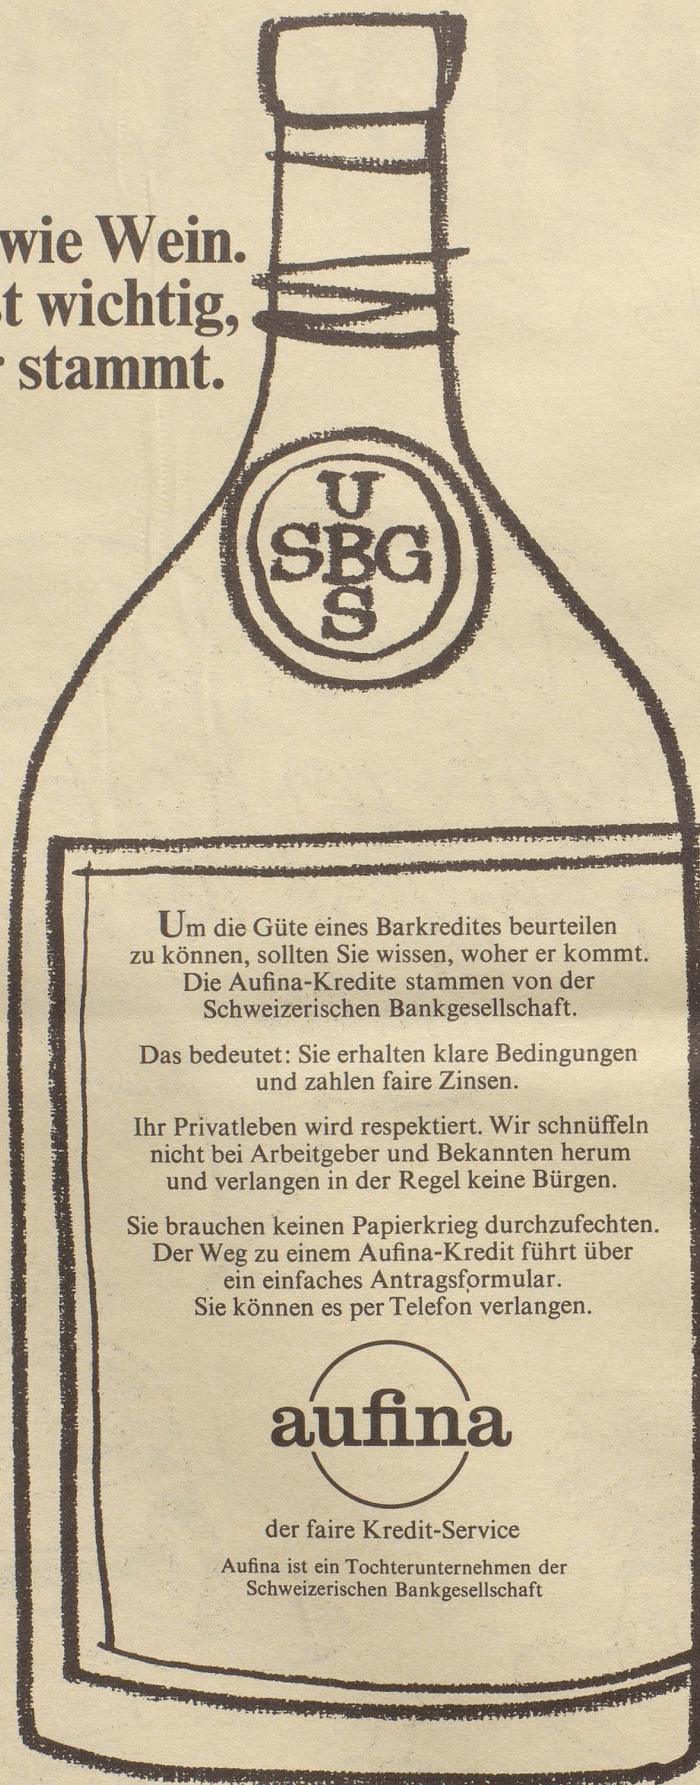 wie Wein.
t wichtig,
stammt.
U
SBG
S
Um die Güte eines Barkredites beurteilen
zu können, sollten Sie wissen, woher er kommt.
Die Aufina-Kredite stammen von der
Schweizerischen Bankgesellschaft.
Das bedeutet: Sie erhalten klare Bedingungen
und zahlen faire Zinsen.
Ihr Privatleben wird respektiert. Wir schnüffeln
nicht bei Arbeitgeber und Bekannten herum
und verlangen in der Regel keine Bürgen.
Sie brauchen keinen Papierkrieg durchzufechten.
Der Weg zu einem Aufina-Kredit führt über
ein einfaches Antragsformular.
Sie können es per Telefon verlangen.
aufina
der faire Kredit-Service
Aufina ist ein Tochterunternehmen der
Schweizerischen Bankgesellschaft